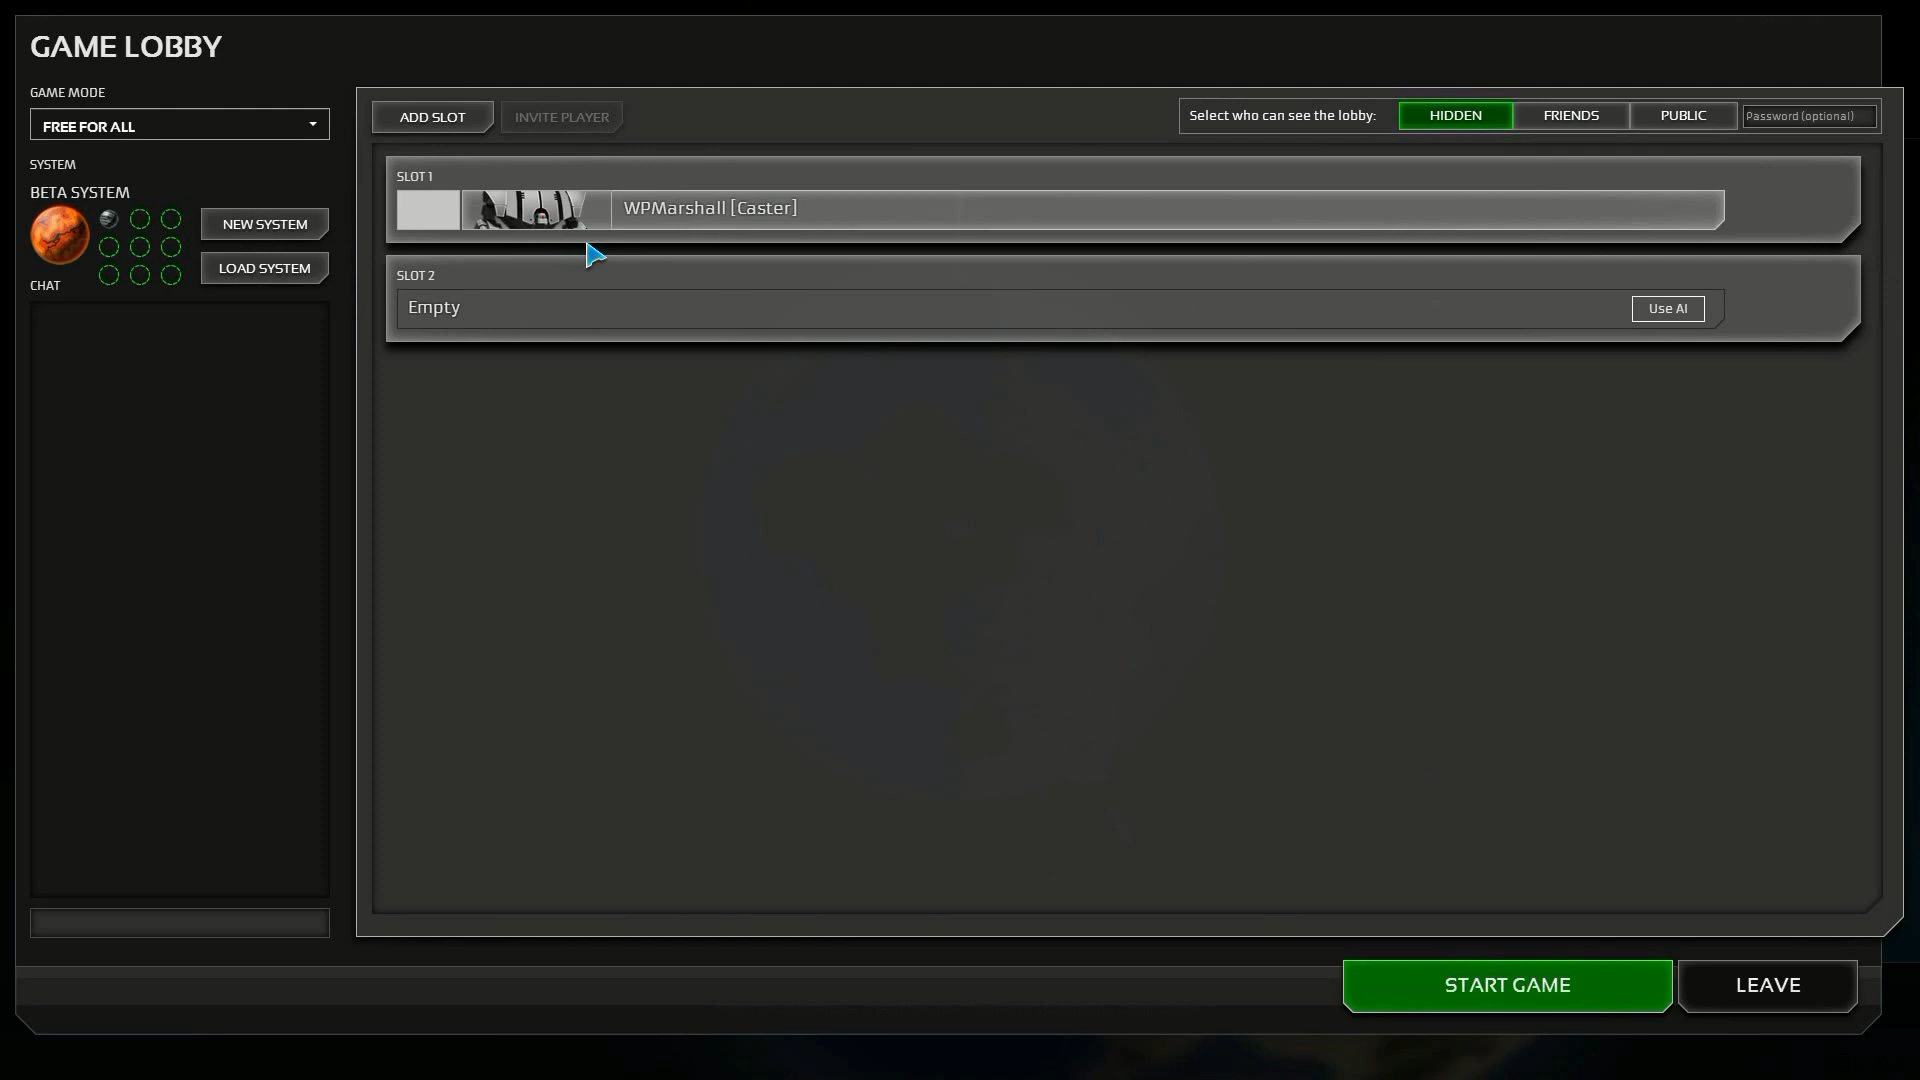 GAME LOBBY
GAME MODE
FREE FOR ALL
SYSTEM
BETA SYSTEM
NEW SYSTEM
LOAD SYSTEM
CHAT
ADD SLOT
INVITE PLAYER
Select who can see the lobby:
HIDDEN
FRIENDS
PUBLIC
Password (optional)
SLOT 1
WPMarshall [Caster]
SLOT 2
Empty
Use AI
START GAME
LEAVE